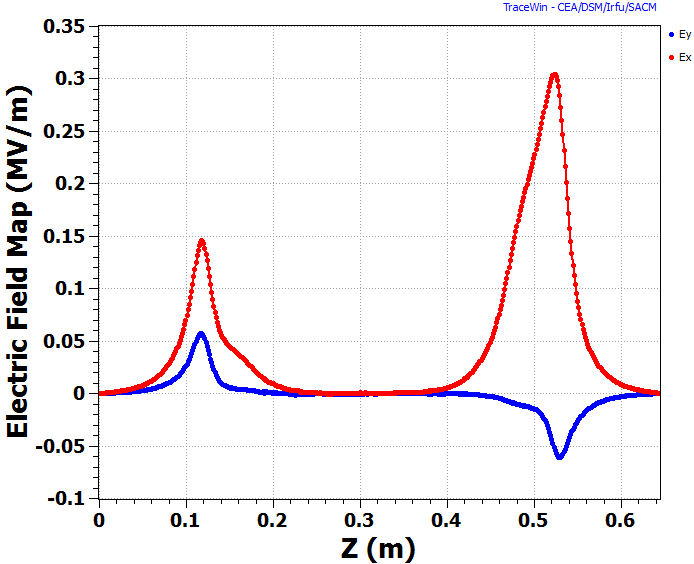 TraceWin - CEA/DSM/Irfu/SACM
Ey
Ex
Electric Field Map (MV/m)
0.35
0.3
0.25
0.2
0.15
0.1
0.05
0
-0.05
-0.1
0 0.1 0.2 0.3 0.4 0.5 0.6
Z (m)